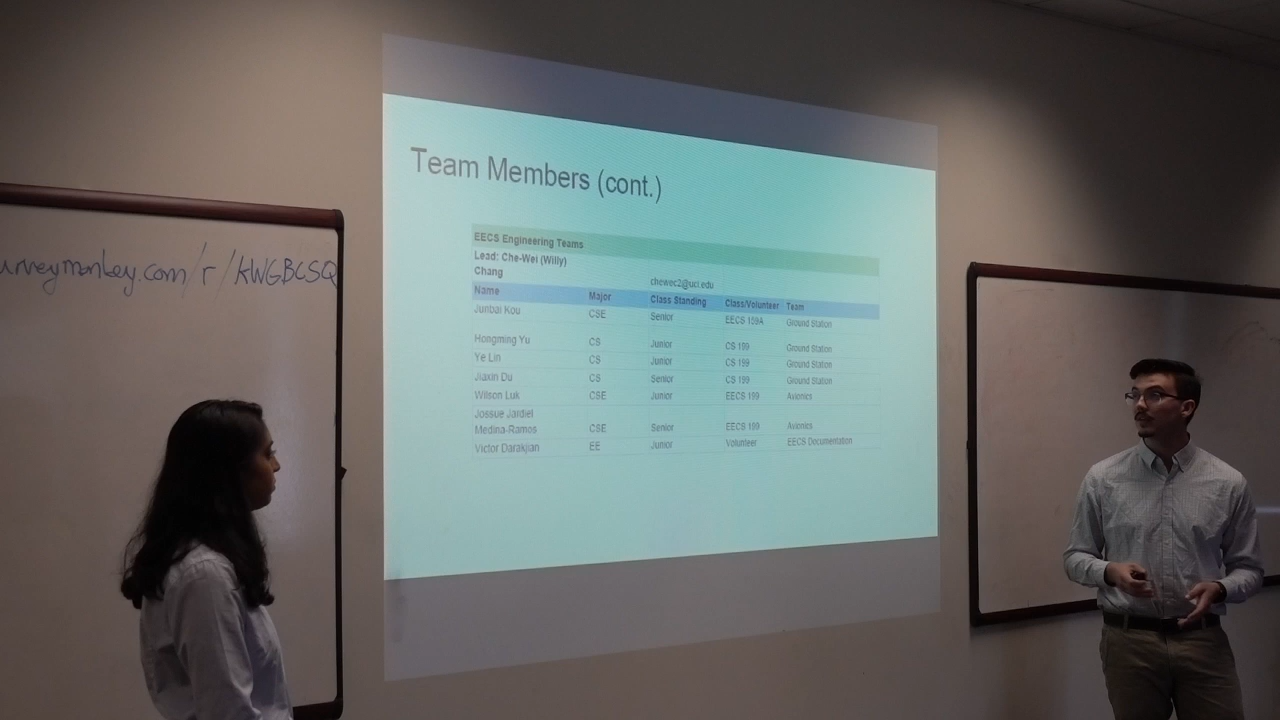 urveymonkey.com/r/KWGBCSQ
Team Members (cont.)
EECS Engineering Teams
Lead: Che-Wei (Willy)
Chang chewec2@uci.edu
Name Major Class Standing Class/Volunteer Team
Junbai Kou CSE Senior EECS 159A Ground Station
Hongming Yu CS Junior CS 199 Ground Station
Ye Lin CS Junior CS 199 Ground Station
Jiaxin Du CS Senior CS 199 Ground Station
Wilson Luk CSE Junior EECS 199 Avionics
Jossue Jardiel
Medina-Ramos CSE Senior EECS 199 Avionics
Victor Darakjian EE Junior Volunteer EECS Documentation